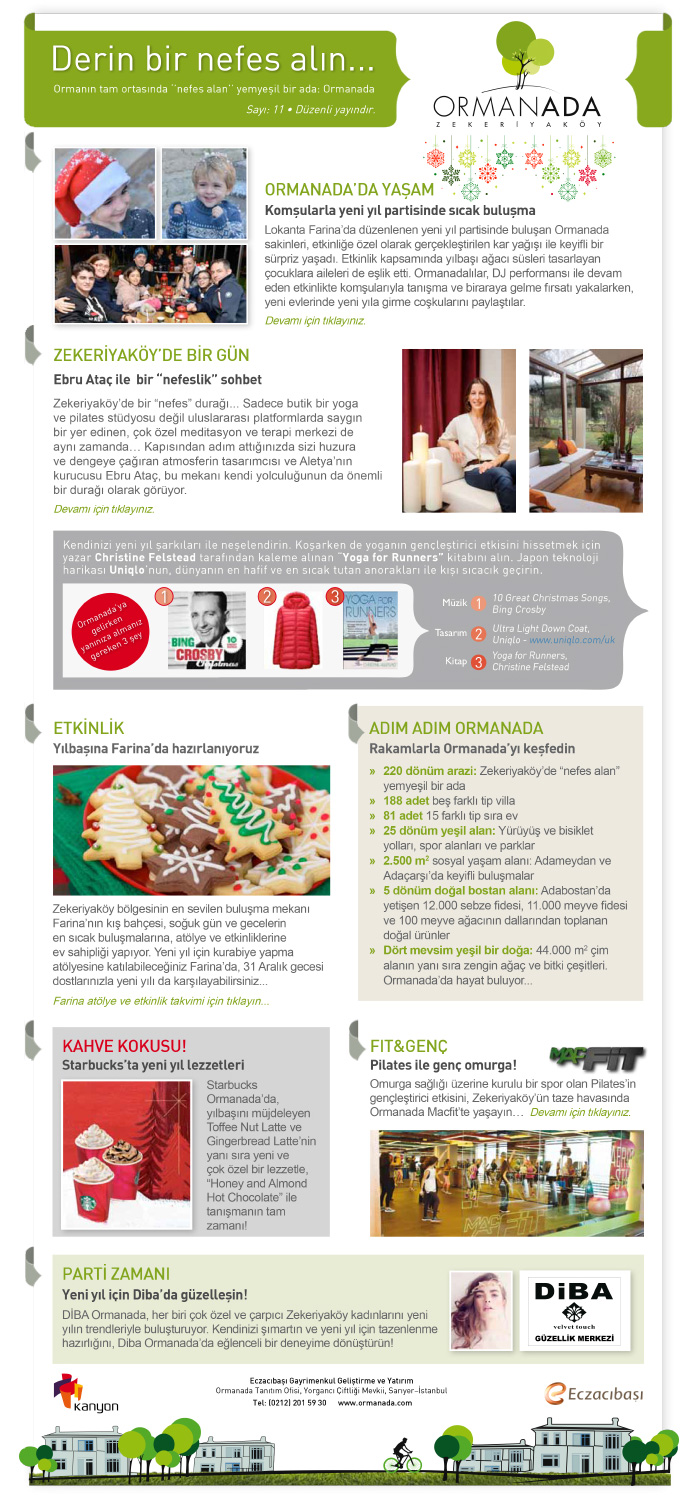 Derin bir nefes alın...
Ormanın tam ortasında ‘‘nefes alan’’ yemyeşil bir ada: Ormanada
Sayı: 11 • Düzenli yayındır.
ORMANADA
ZEKERİYAKÖY
ORMANADA’DA YAŞAM
Komşularla yeni yıl partisinde sıcak buluşma
Lokanta Farina’da düzenlenen yeni yıl partisinde buluşan Ormanada
sakinleri, etkinliğe özel olarak gerçekleştirilen kar yağışı ile keyifli bir
sürpriz yaşadı. Etkinlik kapsamında yılbaşı ağacı süsleri tasarlayan
çocuklara aileleri de eşlik etti. Ormanadalılar, DJ performansı ile devam
eden etkinlikte komşularıyla tanışma ve biraraya gelme fırsatı yakalarken,
yeni evlerinde yeni yıla girme coşkularını paylaştılar.
Devamı için tıklayınız.
ZEKERİYAKÖY’DE BİR GÜN
Ebru Ataç ile bir “nefeslik” sohbet
Zekeriyaköy’de bir “nefes” durağı... Sadece butik bir yoga
ve pilates stüdyosu değil uluslararası platformlarda saygın
bir yer edinen, çok özel meditasyon ve terapi merkezi de
aynı zamanda… Kapısından adım attığınızda sizi huzura
ve dengeye çağıran atmosferin tasarımcısı ve Aletya’nın
kurucusu Ebru Ataç, bu mekanı kendi yolculuğunun da önemli
bir durağı olarak görüyor.
Devamı için tıklayınız.
Kendinizi yeni yıl şarkıları ile neşelendirin. Koşarken de yoganın gençleştirici etkisini hissetmek için
yazar Christine Felstead tarafından kaleme alınan “Yoga for Runners” kitabını alın. Japon teknoloji
harikası Uniqlo’nun, dünyanın en hafif ve en sıcak tutan anorakları ile kışı sıcacık geçirin.
Ormanada’ya
gelirken
yanınıza almanız
gereken 3 şey
1
BING
CROSBY
Christmas
10
2
3
YOGA FOR
RUNNERS
Müzik 1 10 Great Christmas Songs,
Bing Crosby
Tasarım 2 Ultra Light Down Coat,
Uniqlo - www.uniqlo.com/uk
Kitap 3 Yoga for Runners,
Christine Felstead
ETKİNLİK
Yılbaşına Farina’da hazırlanıyoruz
Zekeriyaköy bölgesinin en sevilen buluşma mekanı
Farina’nın kış bahçesi, soğuk gün ve gecelerin
en sıcak buluşmalarına, atölye ve etkinliklerine
ev sahipliği yapıyor. Yeni yıl için kurabiye yapma
atölyesine katılabileceğiniz Farina’da, 31 Aralık gecesi
dostlarınızla yeni yılı da karşılayabilirsiniz...
Farina atölye ve etkinlik takvimi için tıklayın...
ADIM ADIM ORMANADA
Rakamlarla Ormanada’yı keşfedin
» 220 dönüm arazi: Zekeriyaköy’de “nefes alan”
yemyeşil bir ada
» 188 adet beş farklı tip villa
» 81 adet 15 farklı tip sıra ev
» 25 dönüm yeşil alan: Yürüyüş ve bisiklet
yolları, spor alanları ve parklar
» 2.500 m² sosyal yaşam alanı: Adameydan ve
Adaçarşı’da keyifli buluşmalar
» 5 dönüm doğal bostan alanı: Adabostan’da
yetişen 12.000 sebze fidesi, 11.000 meyve fidesi
ve 100 meyve ağacının dallarından toplanan
doğal ürünler
» Dört mevsim yeşil bir doğa: 44.000 m² çim
alanın yanı sıra zengin ağaç ve bitki çeşitleri.
Ormanada’da hayat buluyor...
KAHVE KOKUSU!
Starbucks’ta yeni yıl lezzetleri
Starbucks
Ormanada’da,
yılbaşını müjdeleyen
Toffee Nut Latte ve
Gingerbread Latte’nin
yanı sıra yeni ve
çok özel bir lezzetle,
“Honey and Almond
Hot Chocolate” ile
tanışmanın tam
zamanı!
FIT&GENÇ
MACFIT
Pilates ile genç omurga!
Omurga sağlığı üzerine kurulu bir spor olan Pilates’in
gençleştirici etkisini, Zekeriyaköy’ün taze havasında
Ormanada Macfit’te yaşayın… Devamı için tıklayınız.
MACFIT
PARTİ ZAMANI
Yeni yıl için Diba’da güzelleşin!
DİBA Ormanada, her biri çok özel ve çarpıcı Zekeriyaköy kadınlarını yeni
yılın trendleriyle buluşturuyor. Kendinizi şımartın ve yeni yıl için tazenlenme
hazırlığını, Diba Ormanada’da eğlenceli bir deneyime dönüştürün!
DiBA
velvet touch
GÜZELLİK MERKEZİ
kanyon
Eczacıbaşı Gayrimenkul Geliştirme ve Yatırım
Ormanada Tanıtım Ofisi, Yorgancı Çiftliği Mevkii, Sarıyer–İstanbul
Tel: (0212) 201 59 30 www.ormanada.com
Eczacıbaşı